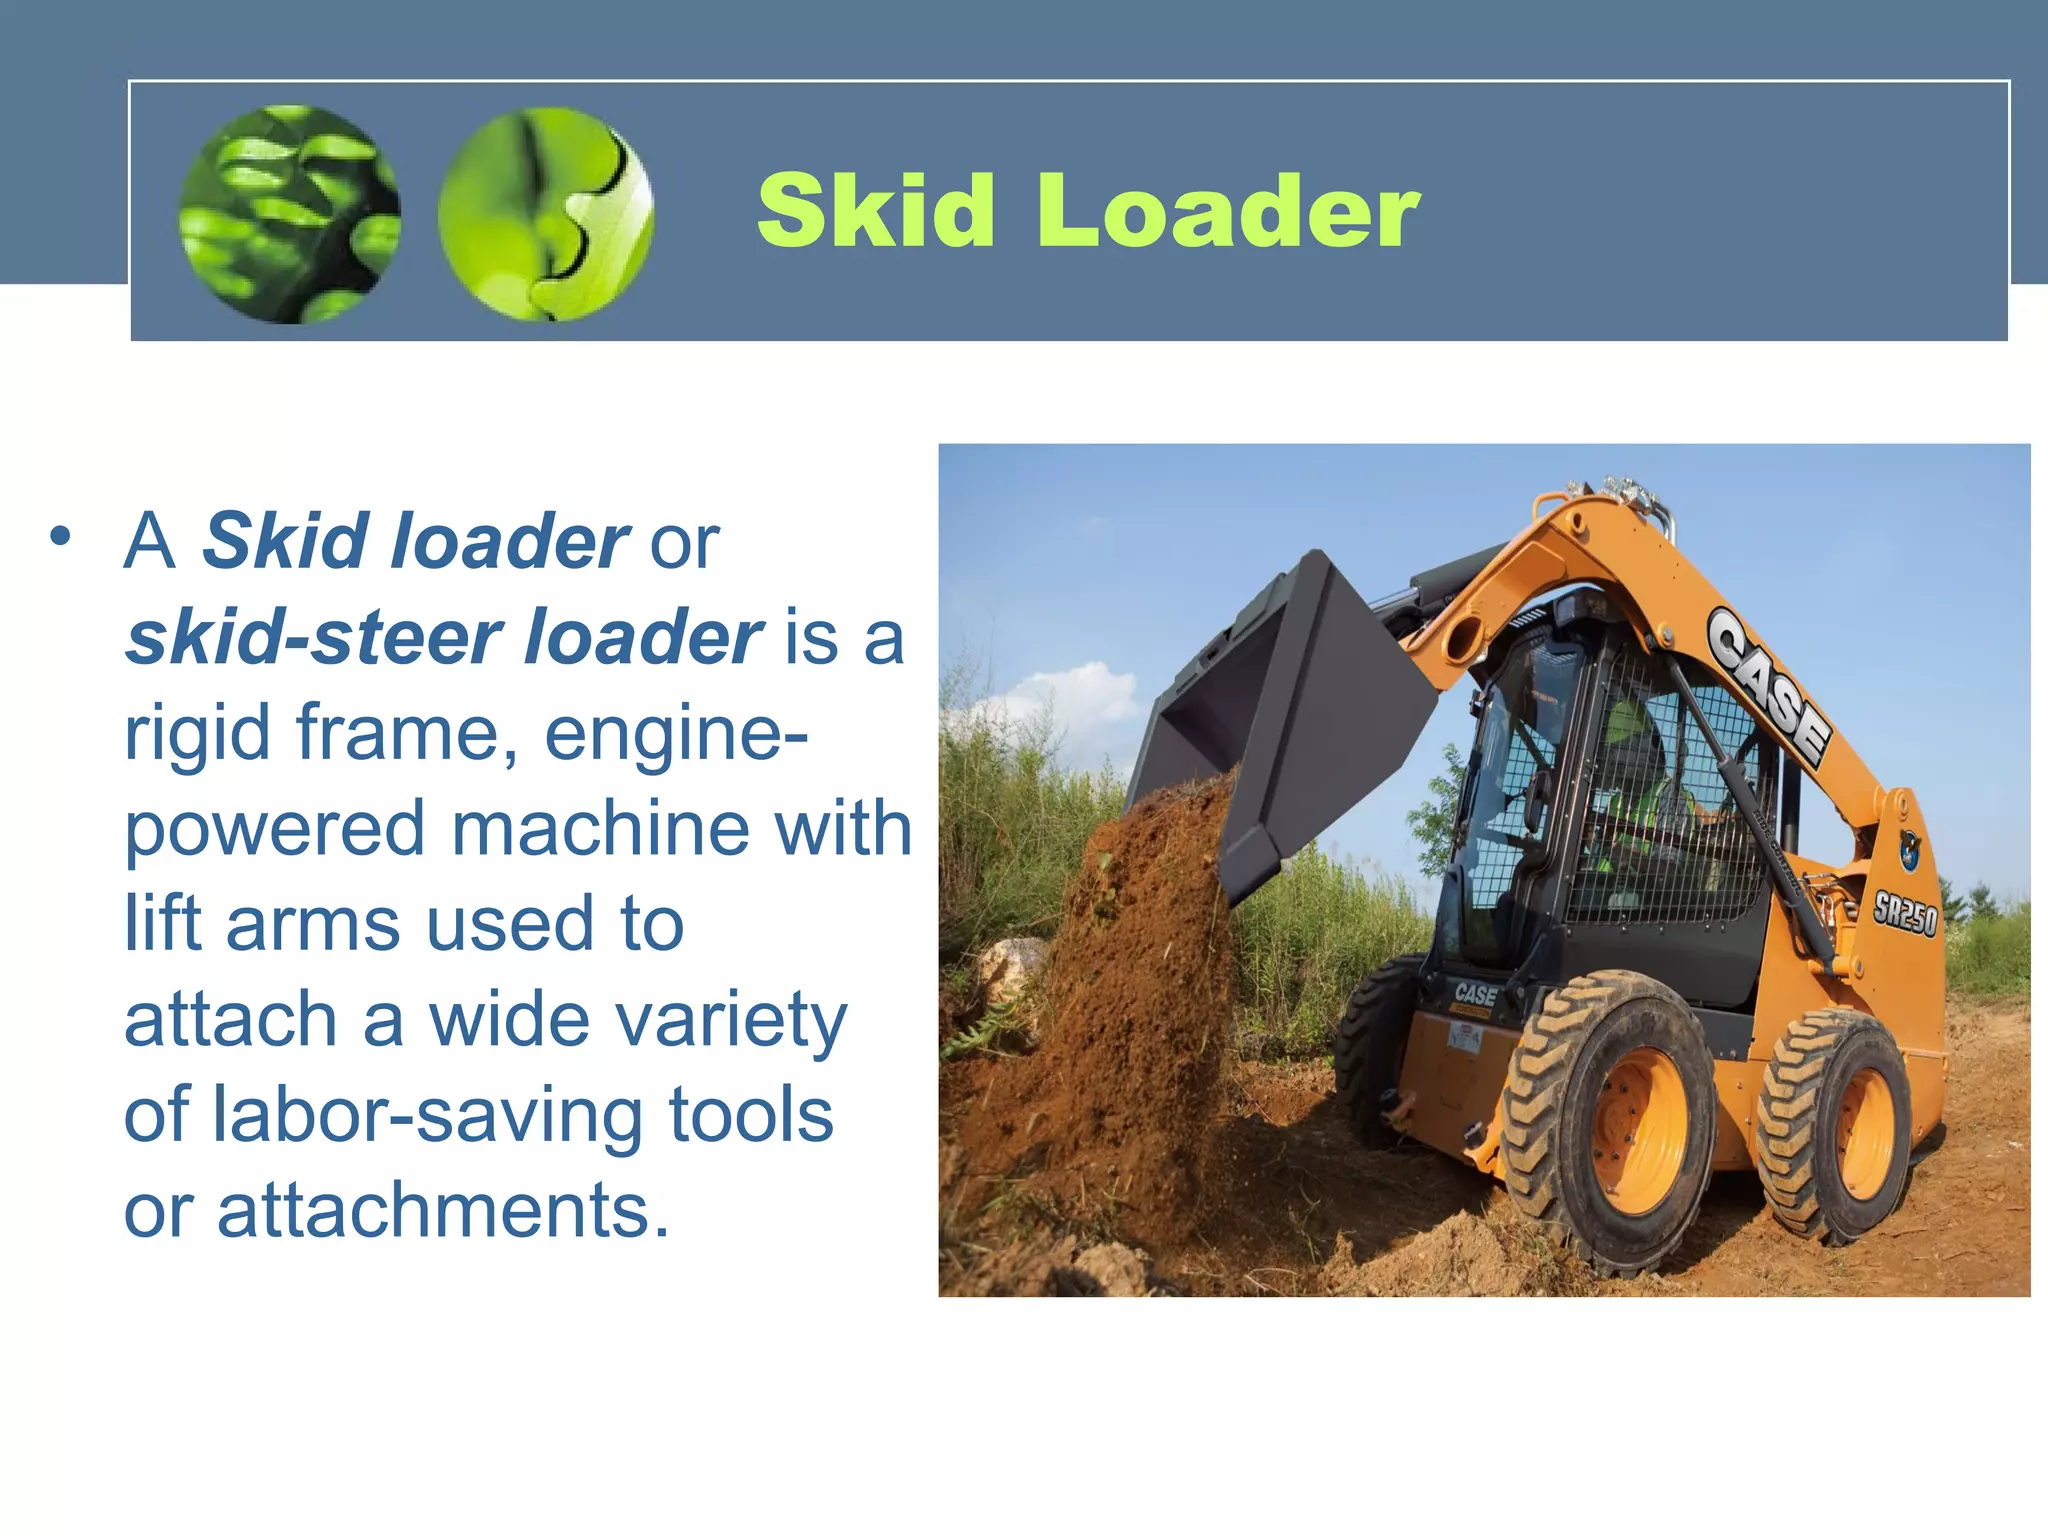 Skid Loader
• A Skid loader or
skid-steer loader is a
rigid frame, engine-
powered machine with
lift arms used to
attach a wide variety
of labor-saving tools
or attachments.
CASE
SR250
CASE